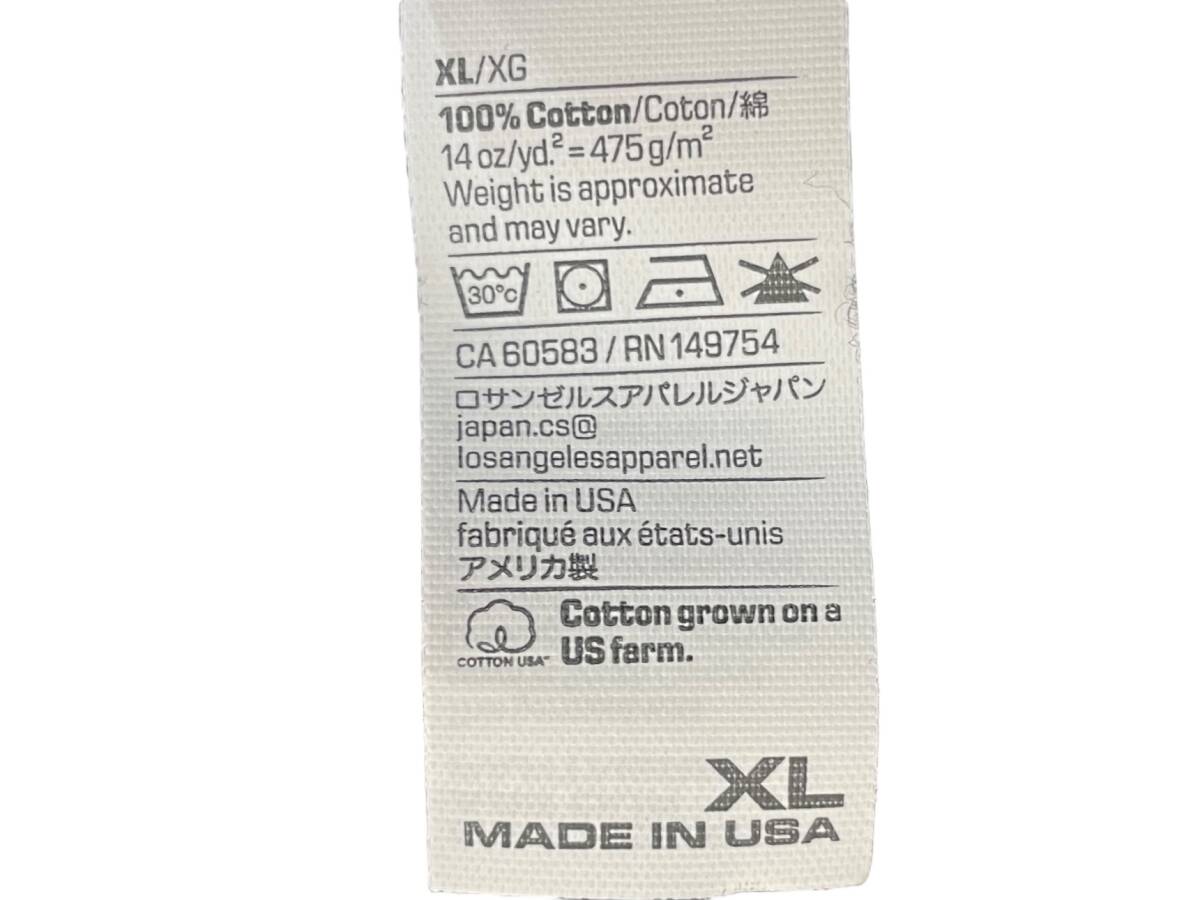 XL/XG
100% Cotton/Coton/綿
14 oz/yd.² = 475 g/m²
Weight is approximate
and may vary.
30°c
CA 60583 / RN 149754
ロサンゼルスアパレルジャパン
japan.cs@
losangelesapparel.net
Made in USA
fabriqué aux états-unis
アメリカ製
Cotton grown on a
US farm.
COTTON USA™
XL
MADE IN USA